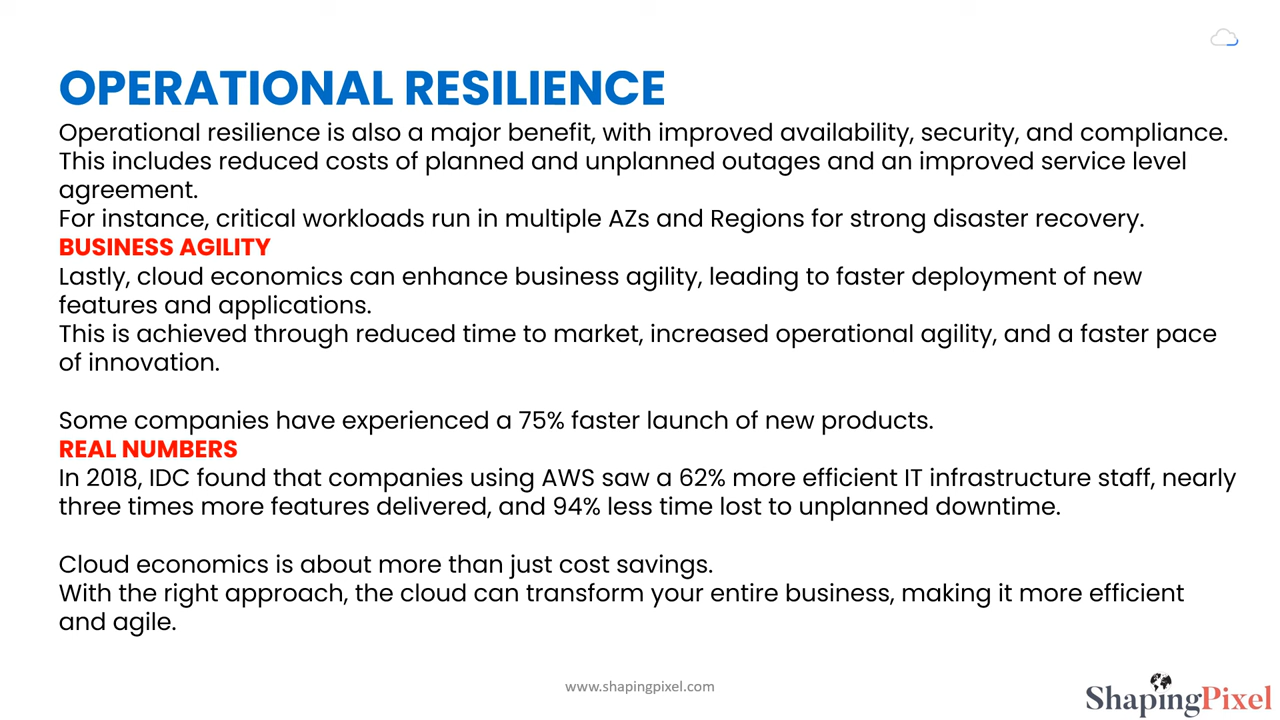 OPERATIONAL RESILIENCE
Operational resilience is also a major benefit, with improved availability, security, and compliance.
This includes reduced costs of planned and unplanned outages and an improved service level
agreement.
For instance, critical workloads run in multiple AZs and Regions for strong disaster recovery.
BUSINESS AGILITY
Lastly, cloud economics can enhance business agility, leading to faster deployment of new
features and applications.
This is achieved through reduced time to market, increased operational agility, and a faster pace
of innovation.
Some companies have experienced a 75% faster launch of new products.
REAL NUMBERS
In 2018, IDC found that companies using AWS saw a 62% more efficient IT infrastructure staff, nearly
three times more features delivered, and 94% less time lost to unplanned downtime.
Cloud economics is about more than just cost savings.
With the right approach, the cloud can transform your entire business, making it more efficient
and agile.
www.shapingpixel.com
ShapingPixel